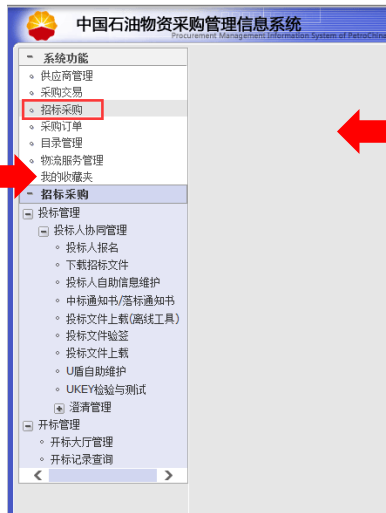 中国石油物资采购管理信息系统
Procurement Management Information System of PetroChina
系统功能
供应商管理
采购交易
招标采购
采购订单
目录管理
物流服务管理
我的收藏夹
招标采购
投标管理
投标人协同管理
投标人报名
下载招标文件
投标人自助信息维护
中标通知书/落标通知书
投标文件上载(离线工具)
投标文件验签
投标文件上载
U盾自助维护
UKEY检验与测试
澄清管理
开标管理
开标大厅管理
开标记录查询